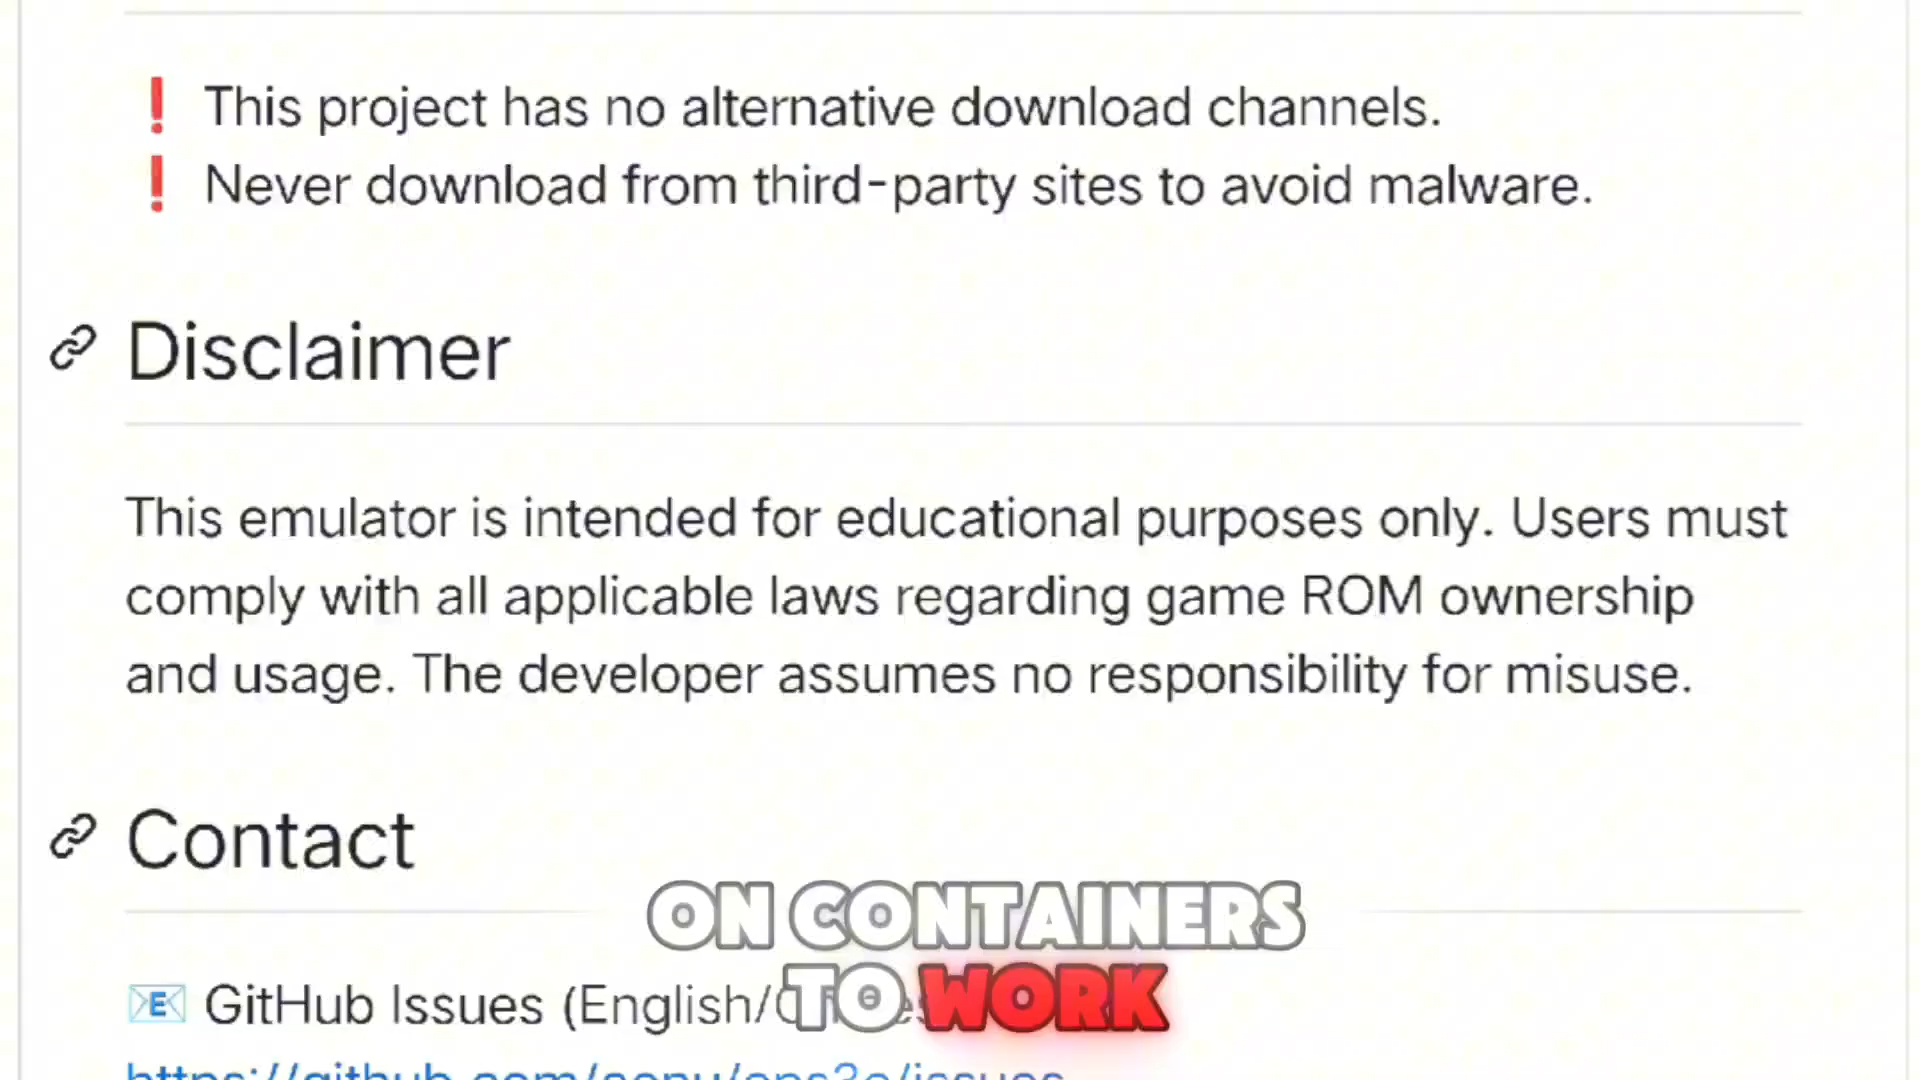 ❗ This project has no alternative download channels.
❗ Never download from third-party sites to avoid malware.
Disclaimer
This emulator is intended for educational purposes only. Users must
comply with all applicable laws regarding game ROM ownership
and usage. The developer assumes no responsibility for misuse.
Contact
ON CONTAINERS
TO WORK
📧 GitHub Issues (English/